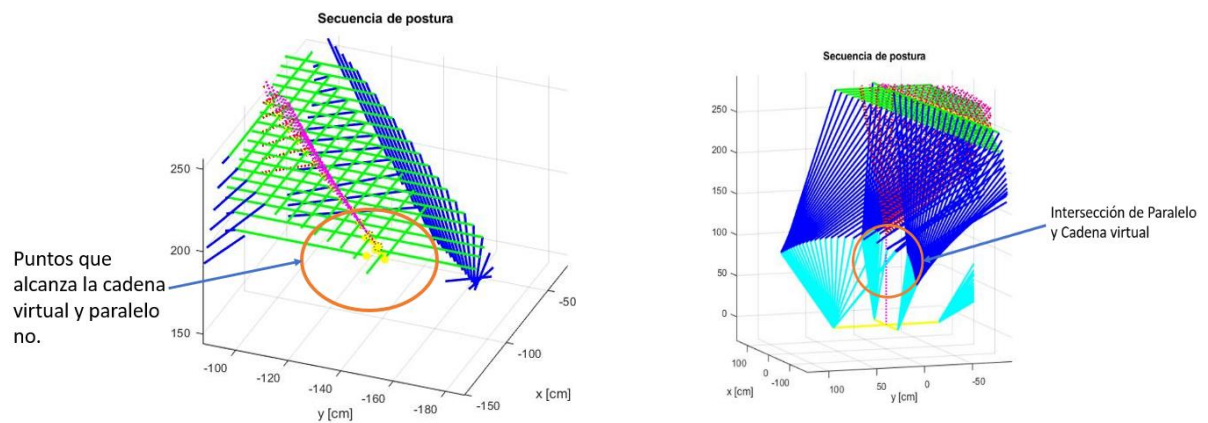 Secuencia de postura
250
200
150
-100
-120
-140
-160
-180
y [cm]
-150
-100
-50
x [cm]
Puntos que
alcanza la cadena
virtual y paralelo
no.
Secuencia de postura
250
200
150
100
50
0
100
0
-100
x [cm]
100
50
0
-50
y [cm]
Intersección de Paralelo
y Cadena virtual